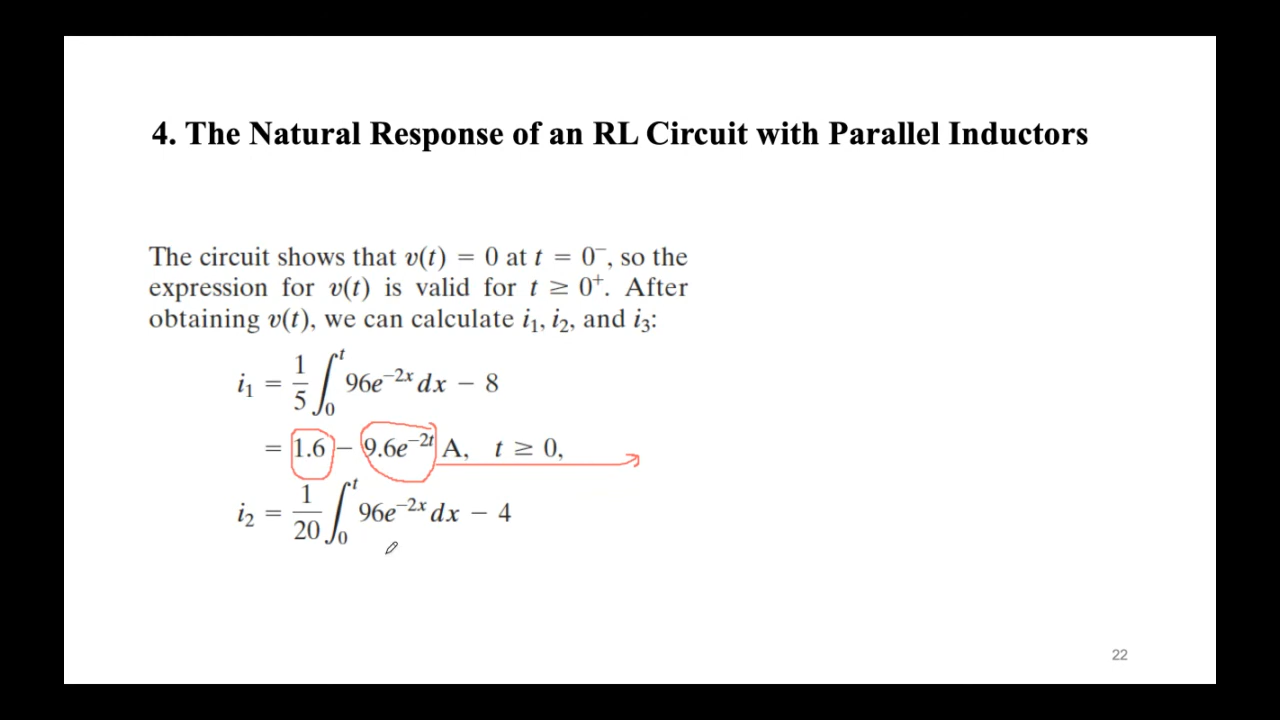 4. The Natural Response of an RL Circuit with Parallel Inductors
The circuit shows that v(t) = 0 at t = 0⁻, so the
expression for v(t) is valid for t ≥ 0⁺. After
obtaining v(t), we can calculate i₁, i₂, and i₃:
i₁ = 1/5 ∫₀ᵗ 96e⁻²ˣ dx − 8
= 1.6 − 9.6e⁻²ᵗ A, t ≥ 0,
i₂ = 1/20 ∫₀ᵗ 96e⁻²ˣ dx − 4
22